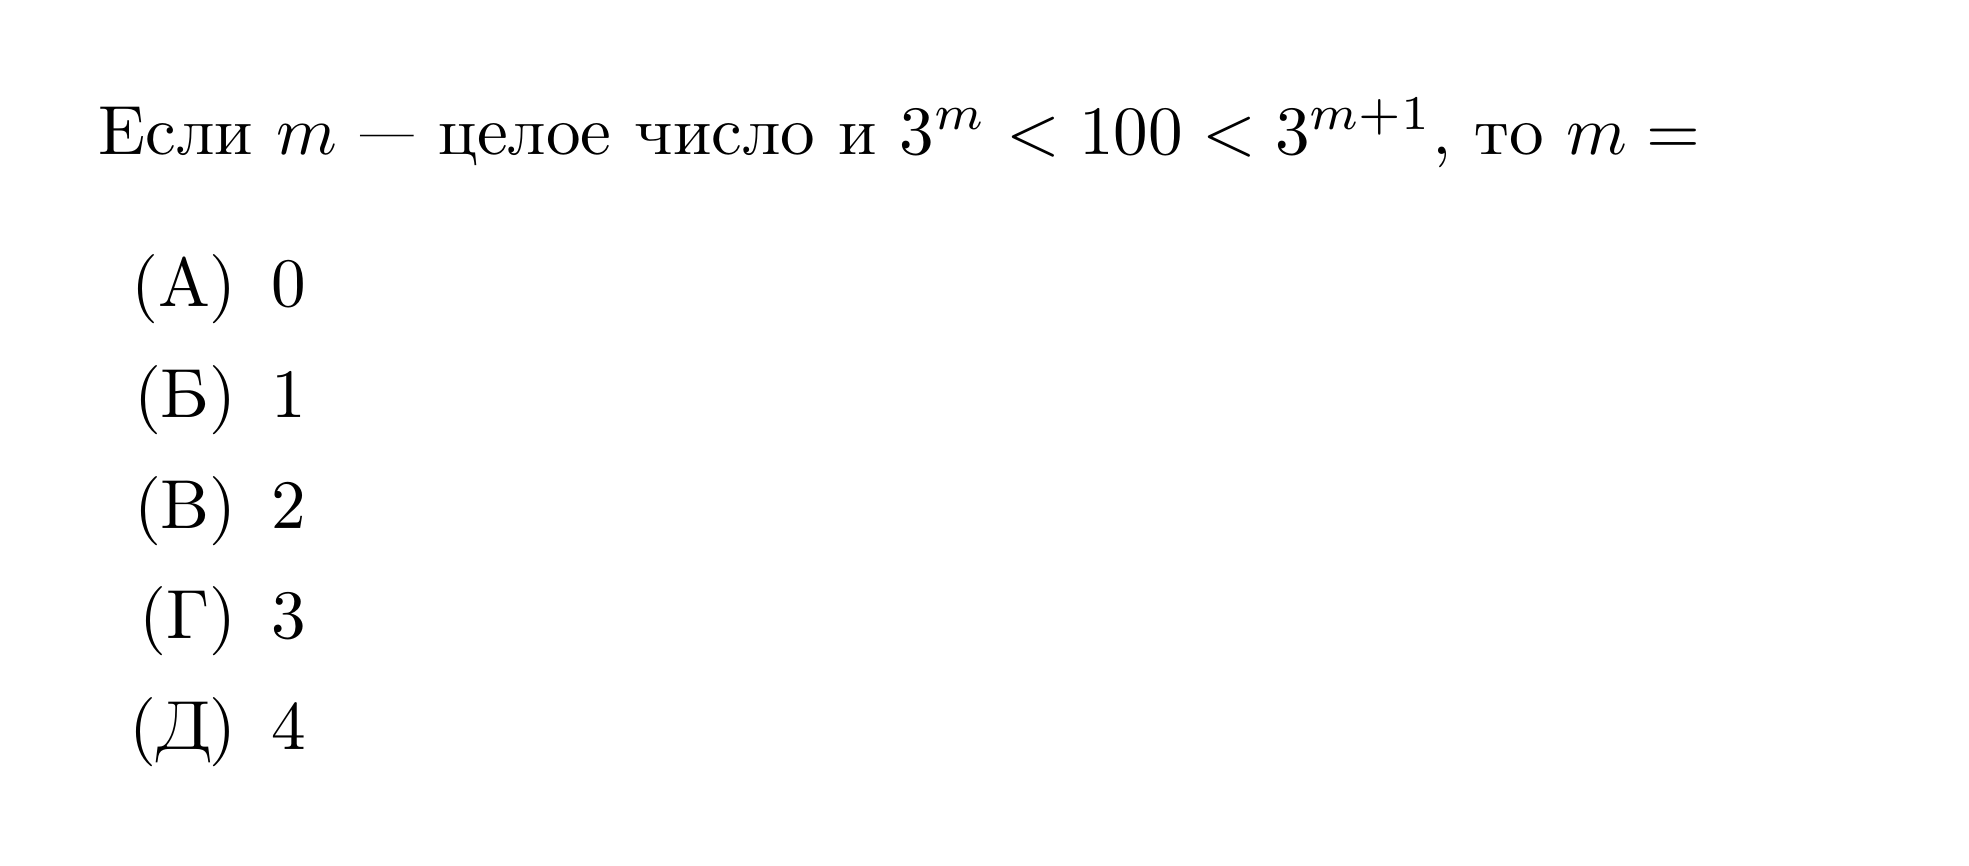 Если m — целое число и 3^m < 100 < 3^{m+1}, то m =
(А) 0
(Б) 1
(В) 2
(Г) 3
(Д) 4